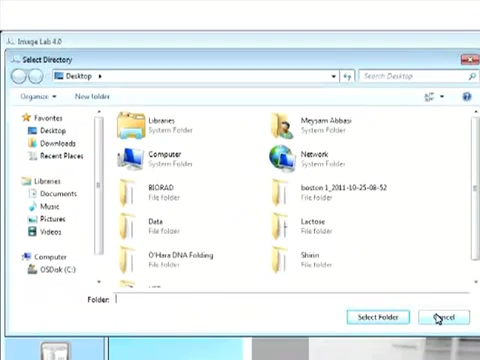 Image Lab 4.0
Select Directory
Desktop
Search Desktop
Organize
New folder
Favorites
Desktop
Downloads
Recent Places
Libraries
Documents
Music
Pictures
Videos
Computer
OSDisk (C:)
Libraries
System Folder
Meysam Abbasi
System Folder
Computer
System Folder
Network
System Folder
BIORAD
File folder
boston 1_2011-10-25-08-52
File folder
Data
File folder
Lactose
File folder
O'Hara DNA Folding
File folder
Shirin
File folder
Folder:
Select Folder
Cancel